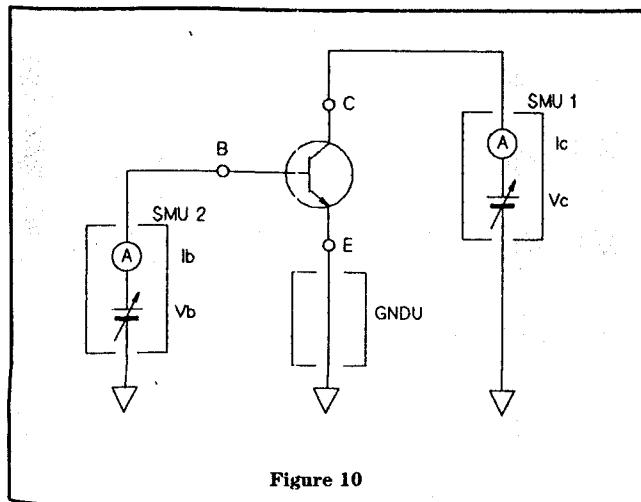 C
SMU 1
A
Ic
B
Vc
SMU 2
E
A
Ib
GNDU
Vb
Figure 10